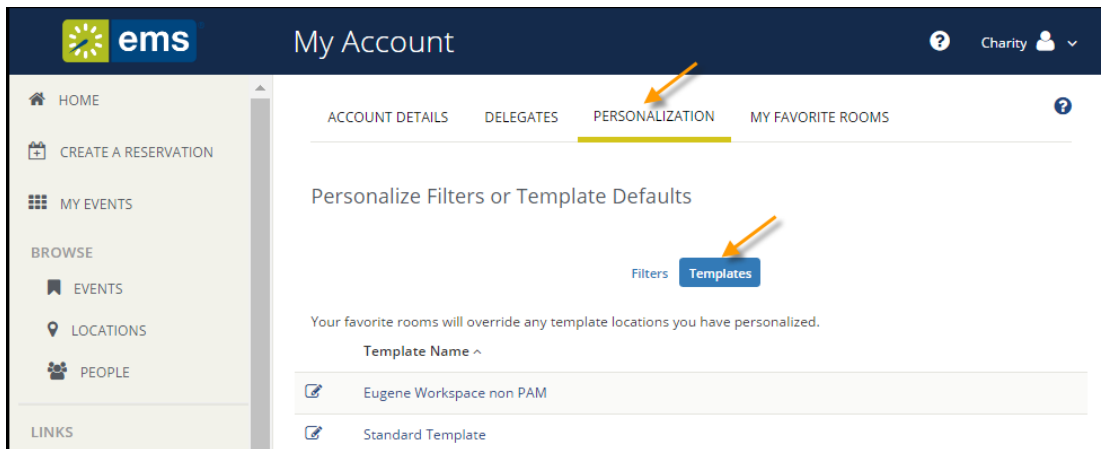 ems
My Account
Charity
HOME
CREATE A RESERVATION
MY EVENTS
BROWSE
EVENTS
LOCATIONS
PEOPLE
LINKS
ACCOUNT DETAILS DELEGATES PERSONALIZATION MY FAVORITE ROOMS
Personalize Filters or Template Defaults
Filters Templates
Your favorite rooms will override any template locations you have personalized.
Template Name
Eugene Workspace non PAM
Standard Template